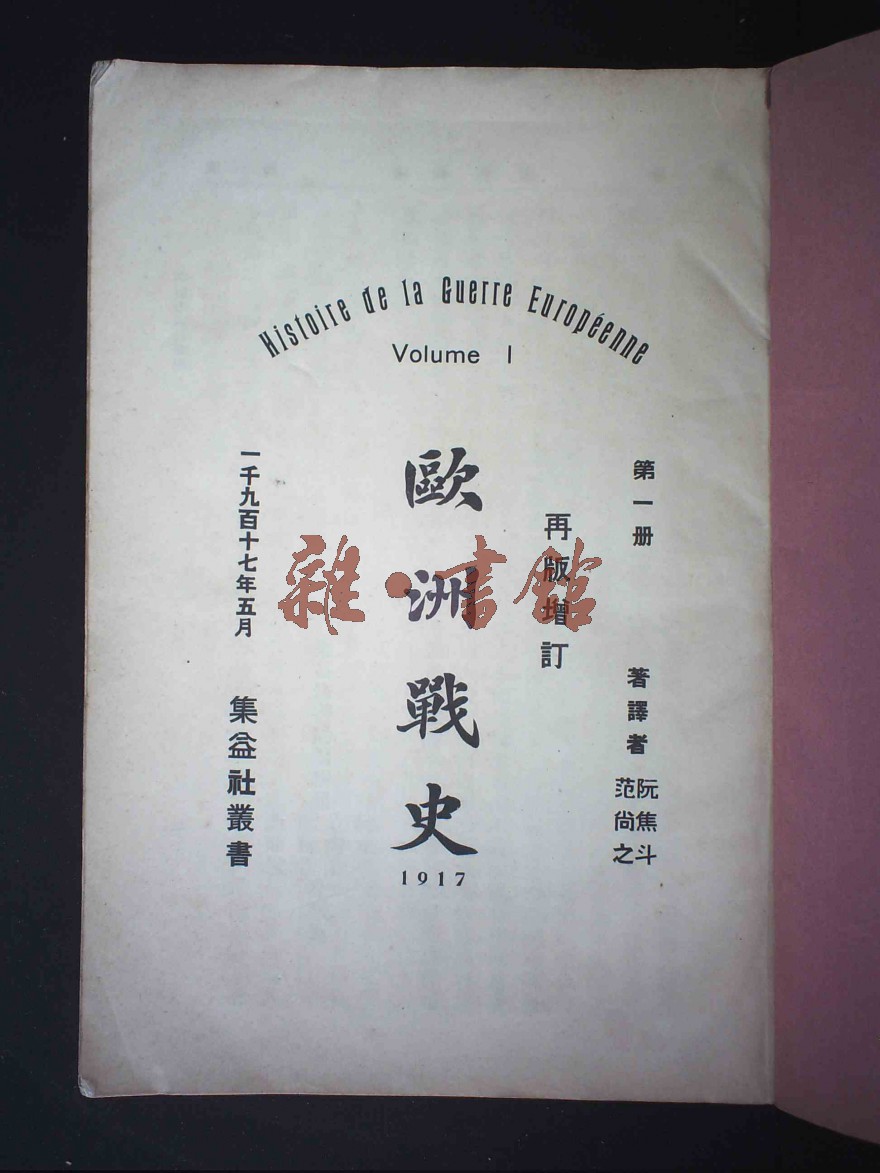 Histoire de la Guerre Européenne
Volume I
第一册
著譯者
阮焦斗
范尙之
再版增訂
歐洲戰史
1917
一千九百十七年五月
集益社叢書
雜·書館